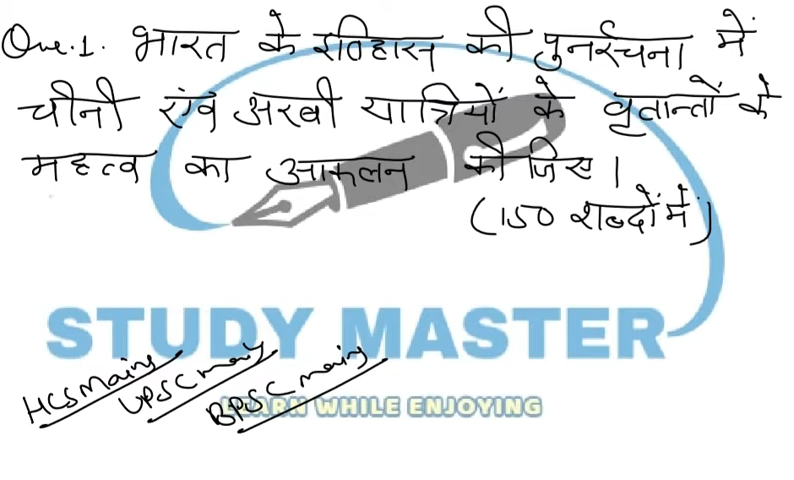 Que.1. भारत के इतिहास की पुनर्रचना में
चीनी एंव अरबी यात्रियों के वृतान्तों के
महत्व का आकलन कीजिए।
(150 शब्दों में)
STUDY MASTER
HCS Mains
UPSC mains
BPSC mains
LEARN WHILE ENJOYING